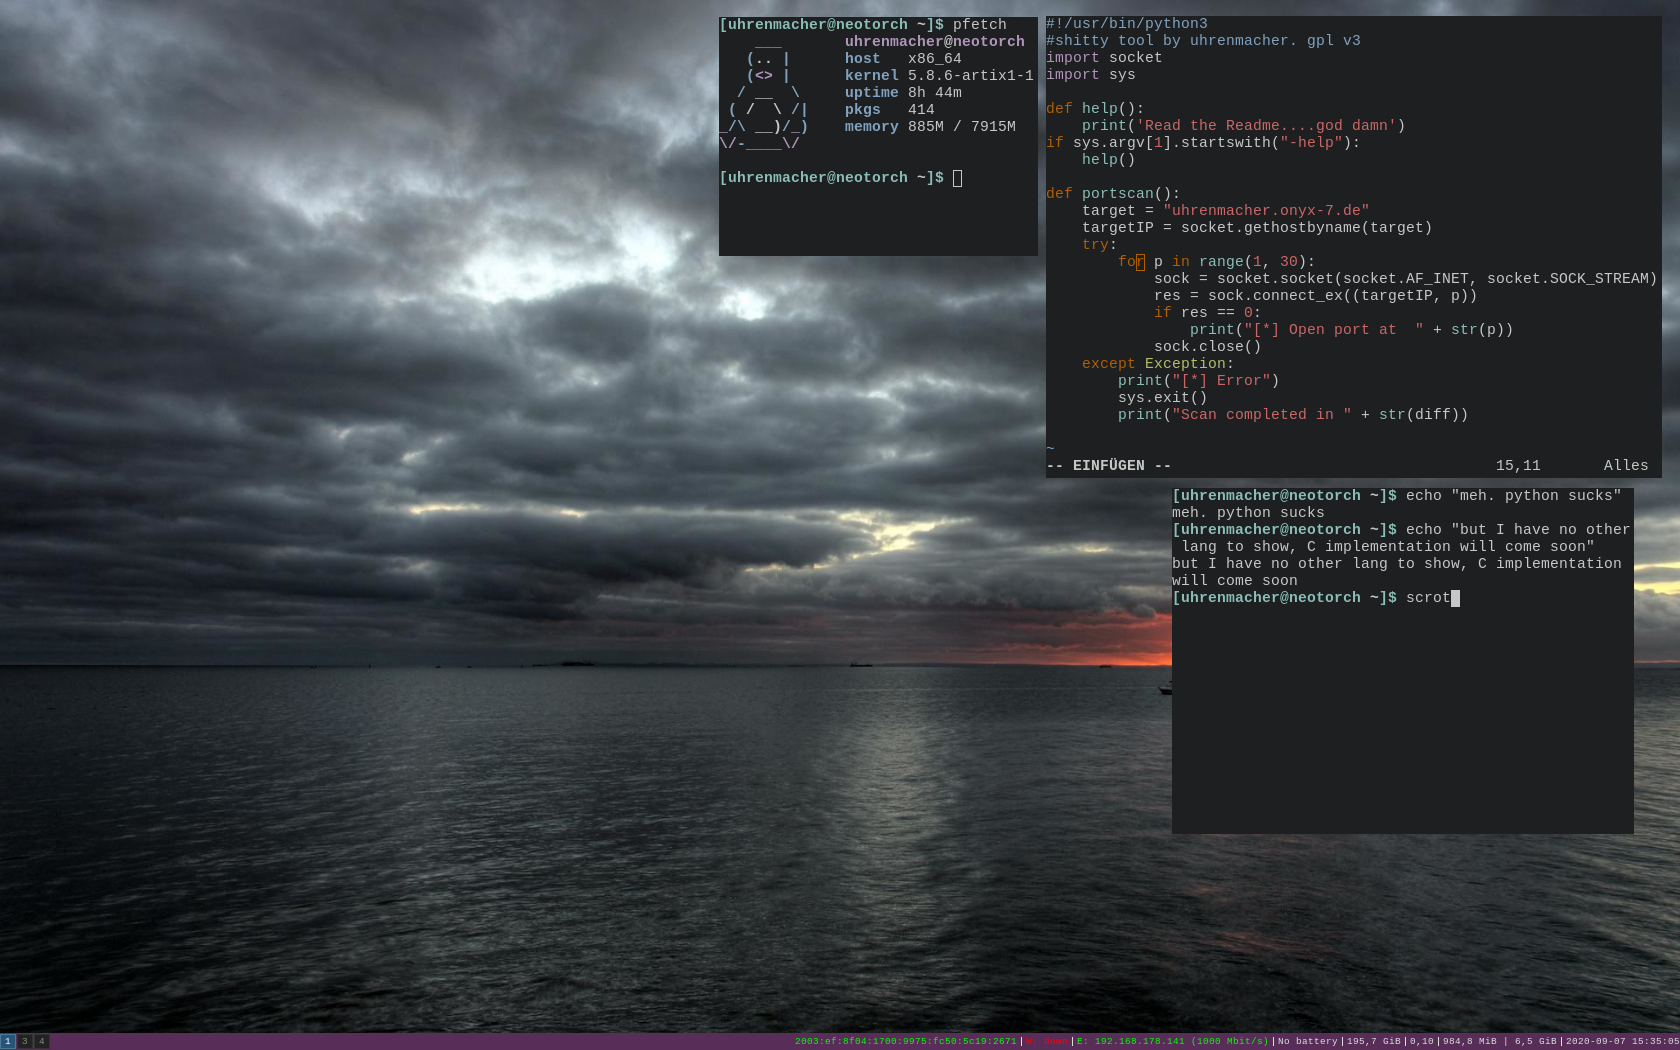 [uhrenmacher@neotorch ~]$ pfetch
    ___       uhrenmacher@neotorch
   (.. |      host   x86_64
   (<> |      kernel 5.8.6-artix1-1
  / __  \     uptime 8h 44m
 ( /  \ /|    pkgs   414
_/\ __)/_)    memory 885M / 7915M
\/-____\/
[uhrenmacher@neotorch ~]$
#!/usr/bin/python3
#shitty tool by uhrenmacher. gpl v3
import socket
import sys
def help():
    print('Read the Readme....god damn')
if sys.argv[1].startswith("-help"):
    help()
def portscan():
    target = "uhrenmacher.onyx-7.de"
    targetIP = socket.gethostbyname(target)
    try:
        for p in range(1, 30):
            sock = socket.socket(socket.AF_INET, socket.SOCK_STREAM)
            res = sock.connect_ex((targetIP, p))
            if res == 0:
                print("[*] Open port at  " + str(p))
            sock.close()
    except Exception:
        print("[*] Error")
        sys.exit()
        print("Scan completed in " + str(diff))
~
-- EINFÜGEN --                                    15,11       Alles
[uhrenmacher@neotorch ~]$ echo "meh. python sucks"
meh. python sucks
[uhrenmacher@neotorch ~]$ echo "but I have no other
 lang to show, C implementation will come soon"
but I have no other lang to show, C implementation
will come soon
[uhrenmacher@neotorch ~]$ scrot
1 3 4 2003:ef:8f04:1700:9975:fc50:5c19:2671|W: down|E: 192.168.178.141 (1000 Mbit/s)|No battery|195,7 GiB|0,10|984,8 MiB | 6,5 GiB|2020-09-07 15:35:05